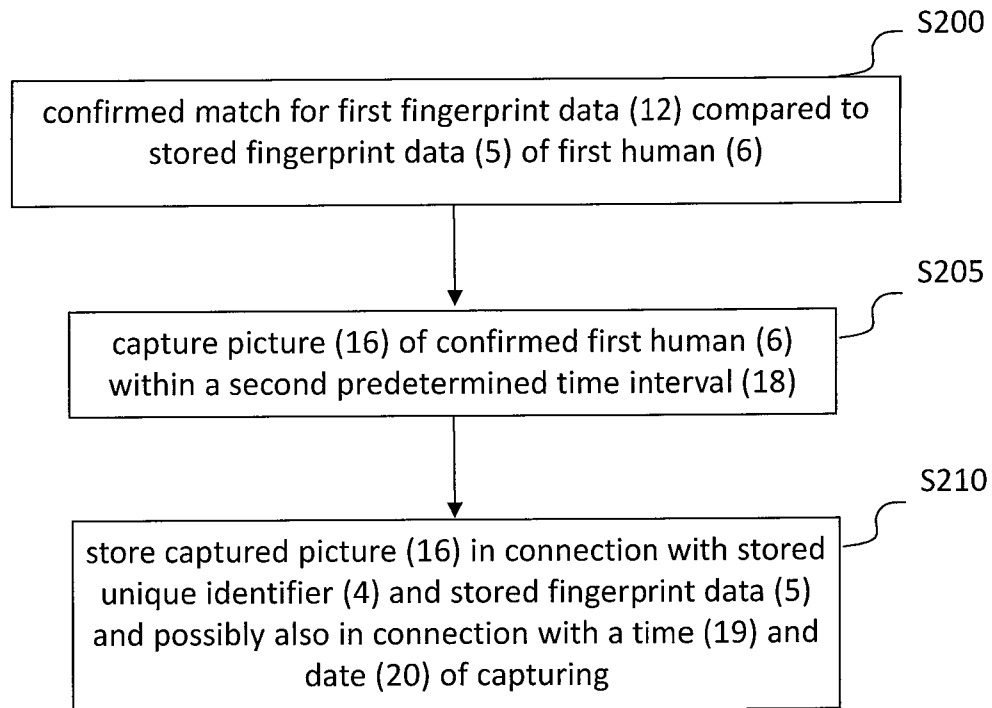 S200
confirmed match for first fingerprint data (12) compared to
stored fingerprint data (5) of first human (6)
S205
capture picture (16) of confirmed first human (6)
within a second predetermined time interval (18)
S210
store captured picture (16) in connection with stored
unique identifier (4) and stored fingerprint data (5)
and possibly also in connection with a time (19) and
date (20) of capturing